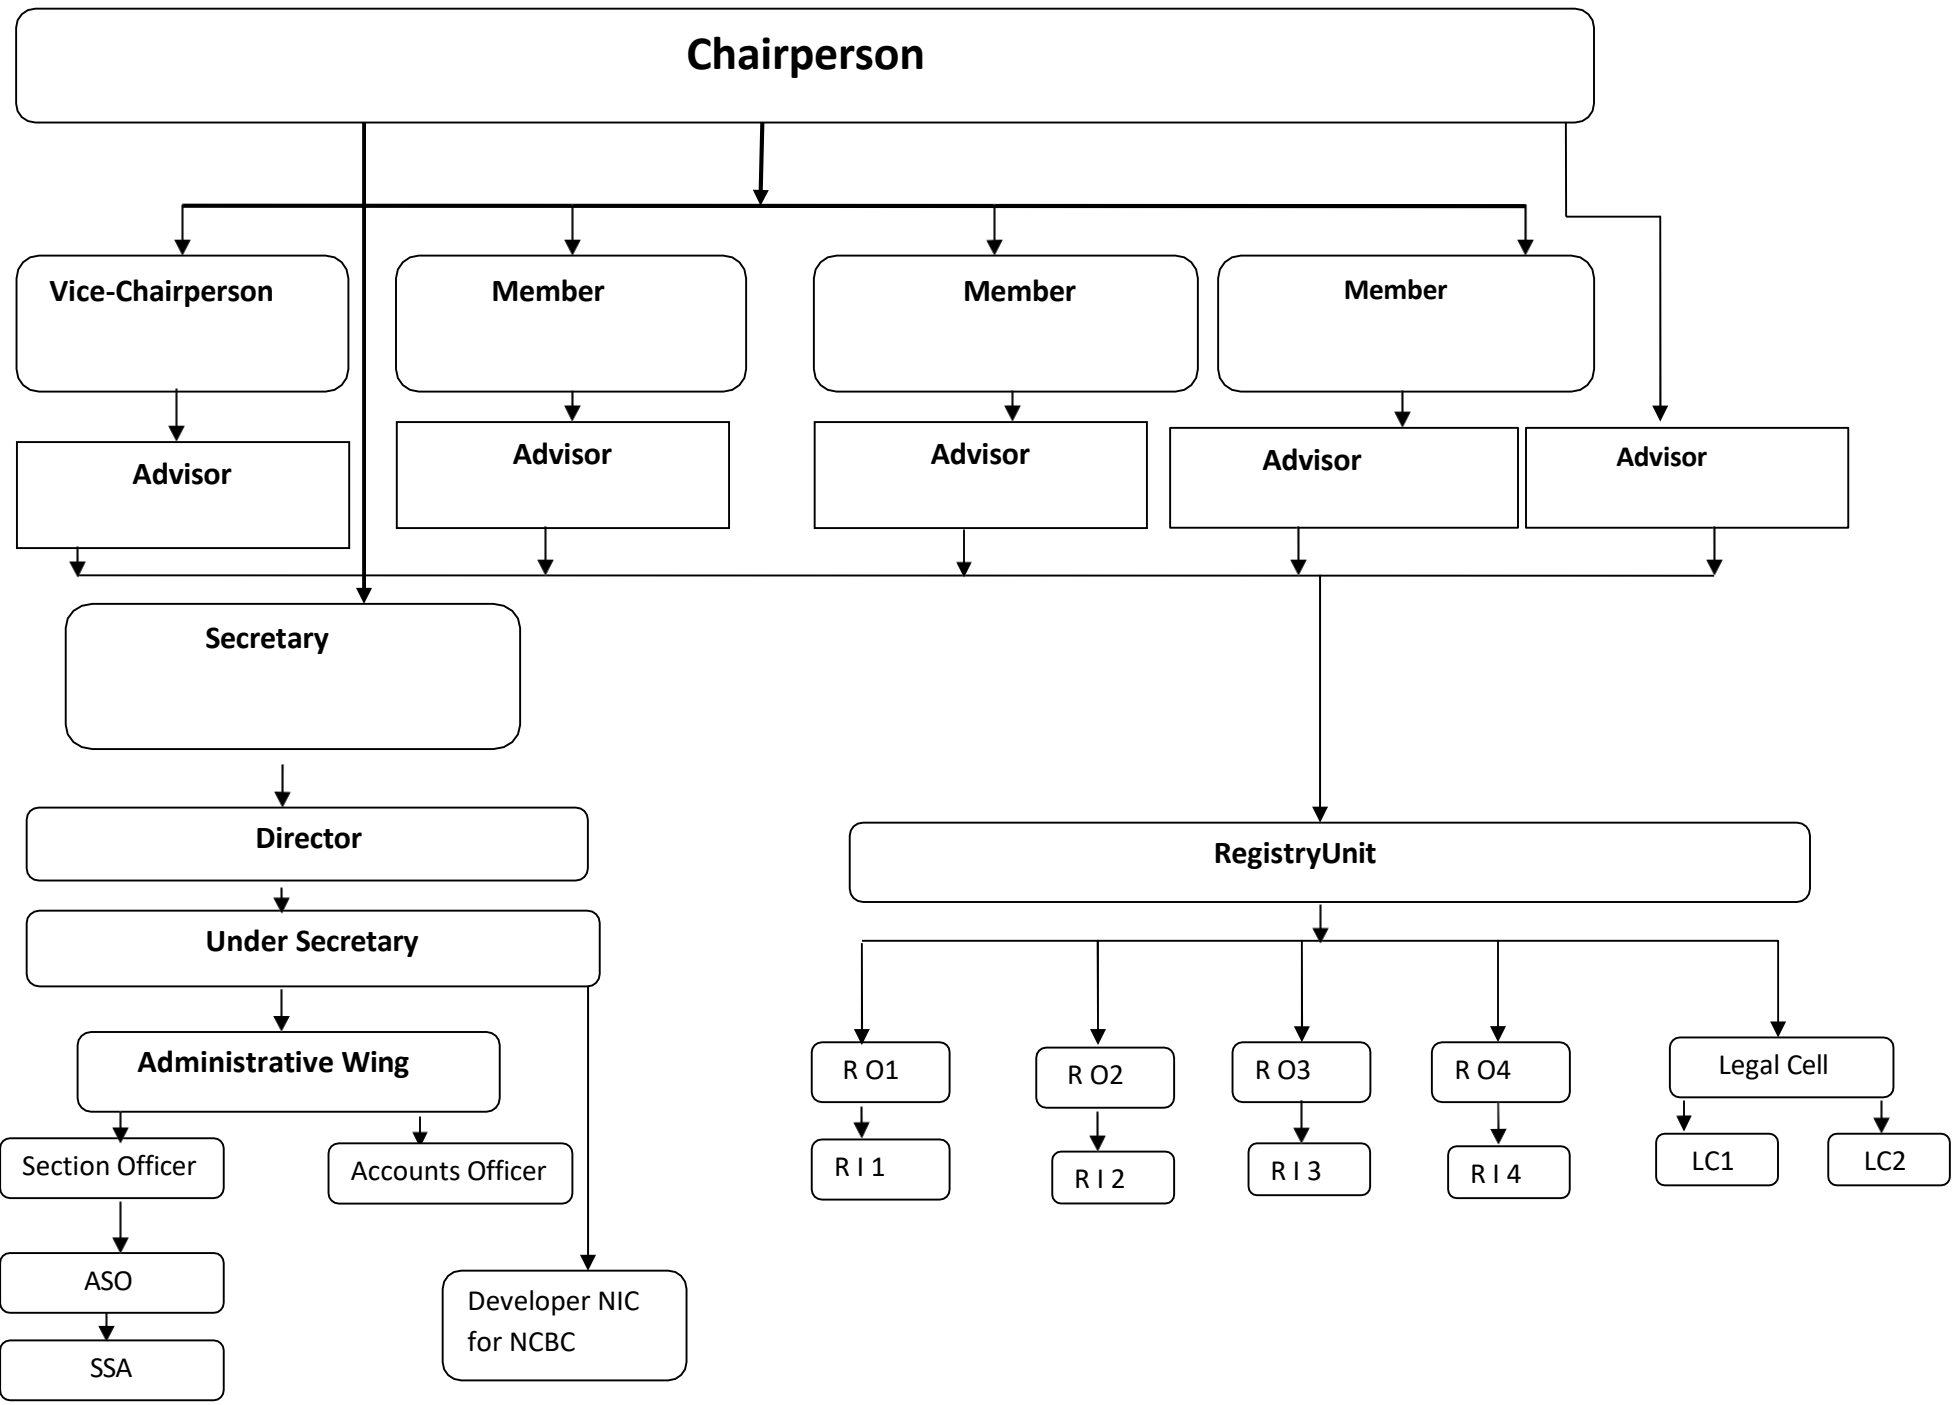 Chairperson
Vice-Chairperson
Member
Member
Member
Advisor
Advisor
Advisor
Advisor
Advisor
Secretary
Director
RegistryUnit
Under Secretary
Administrative Wing
R O1
R O2
R O3
R O4
Legal Cell
Section Officer
Accounts Officer
R I 1
R I 2
R I 3
R I 4
LC1
LC2
ASO
Developer NIC
for NCBC
SSA